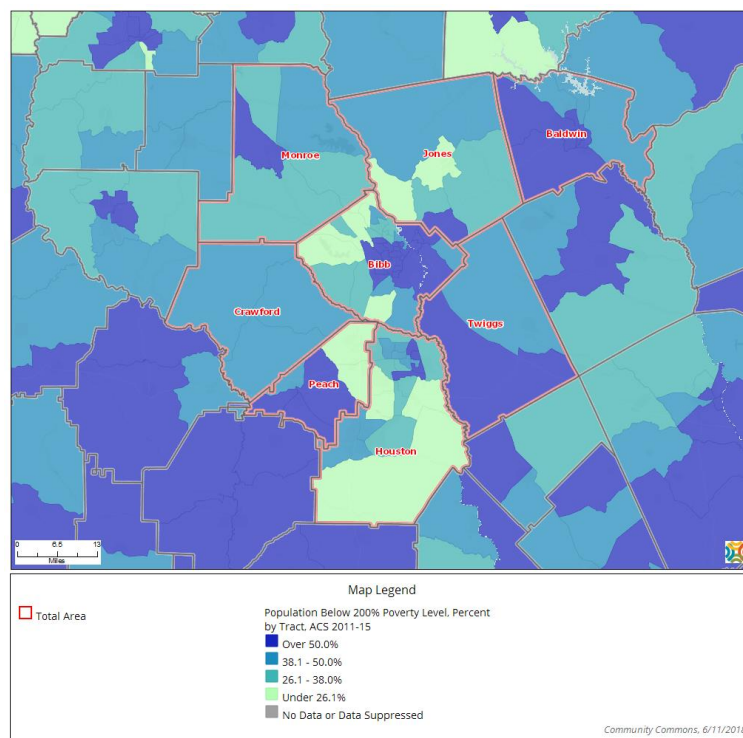 Baldwin
Monroe
Jones
Bibb
Crawford
Twiggs
Peach
Houston
0 6.5 13
Miles
Map Legend
Total Area
Population Below 200% Poverty Level, Percent
by Tract, ACS 2011-15
Over 50.0%
38.1 - 50.0%
26.1 - 38.0%
Under 26.1%
No Data or Data Suppressed
Community Commons, 6/11/2018